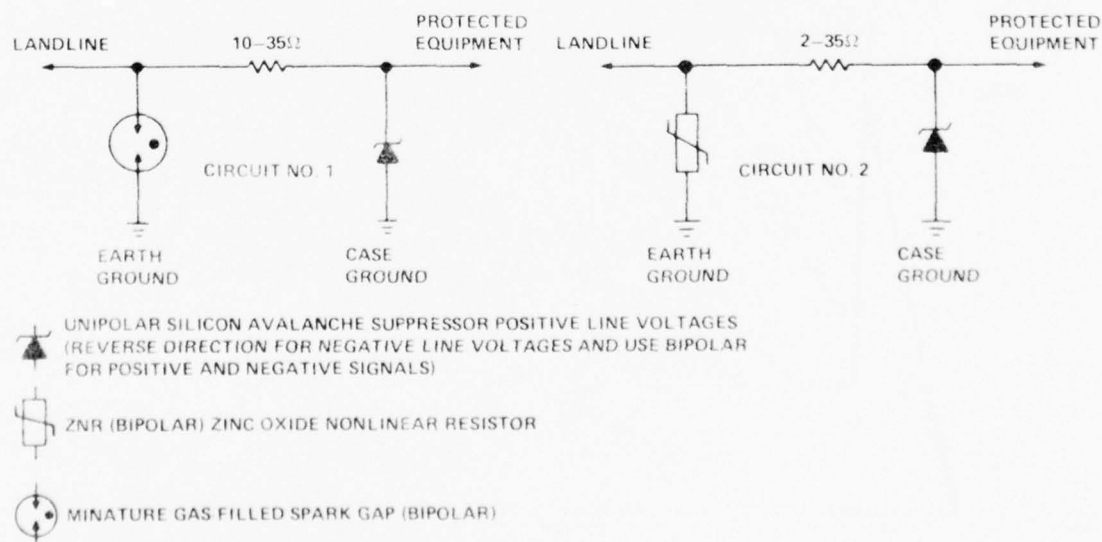 LANDLINE
10-35Ω
PROTECTED
EQUIPMENT
CIRCUIT NO. 1
EARTH
GROUND
CASE
GROUND
LANDLINE
2-35Ω
PROTECTED
EQUIPMENT
CIRCUIT NO. 2
EARTH
GROUND
CASE
GROUND
UNIPOLAR SILICON AVALANCHE SUPPRESSOR POSITIVE LINE VOLTAGES
(REVERSE DIRECTION FOR NEGATIVE LINE VOLTAGES AND USE BIPOLAR
FOR POSITIVE AND NEGATIVE SIGNALS)
ZNR (BIPOLAR) ZINC OXIDE NONLINEAR RESISTOR
MINATURE GAS FILLED SPARK GAP (BIPOLAR)